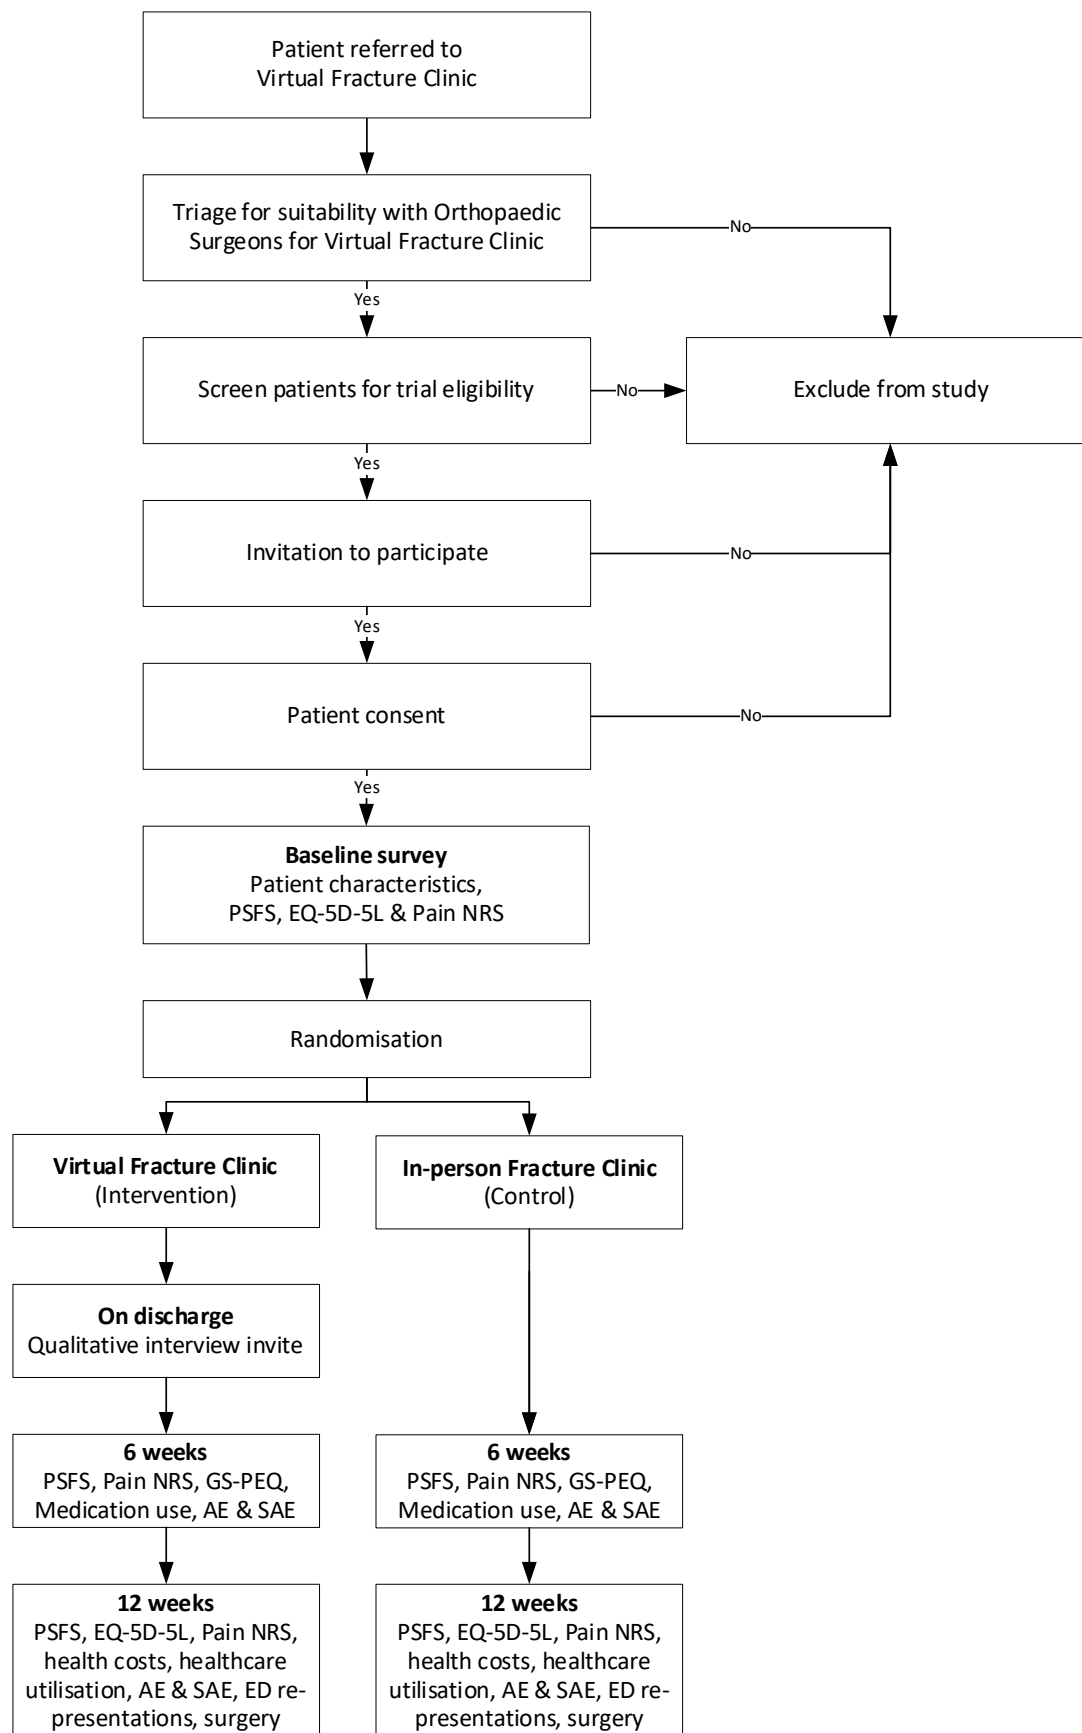 Patient referred to
Virtual Fracture Clinic
Triage for suitability with Orthopaedic
Surgeons for Virtual Fracture Clinic
No
Yes
Screen patients for trial eligibility
No
Exclude from study
Yes
Invitation to participate
No
Yes
Patient consent
No
Yes
Baseline survey
Patient characteristics,
PSFS, EQ-5D-5L & Pain NRS
Randomisation
Virtual Fracture Clinic
(Intervention)
In-person Fracture Clinic
(Control)
On discharge
Qualitative interview invite
6 weeks
PSFS, Pain NRS, GS-PEQ,
Medication use, AE & SAE
6 weeks
PSFS, Pain NRS, GS-PEQ,
Medication use, AE & SAE
12 weeks
PSFS, EQ-5D-5L, Pain NRS,
health costs, healthcare
utilisation, AE & SAE, ED re-
presentations, surgery
12 weeks
PSFS, EQ-5D-5L, Pain NRS,
health costs, healthcare
utilisation, AE & SAE, ED re-
presentations, surgery